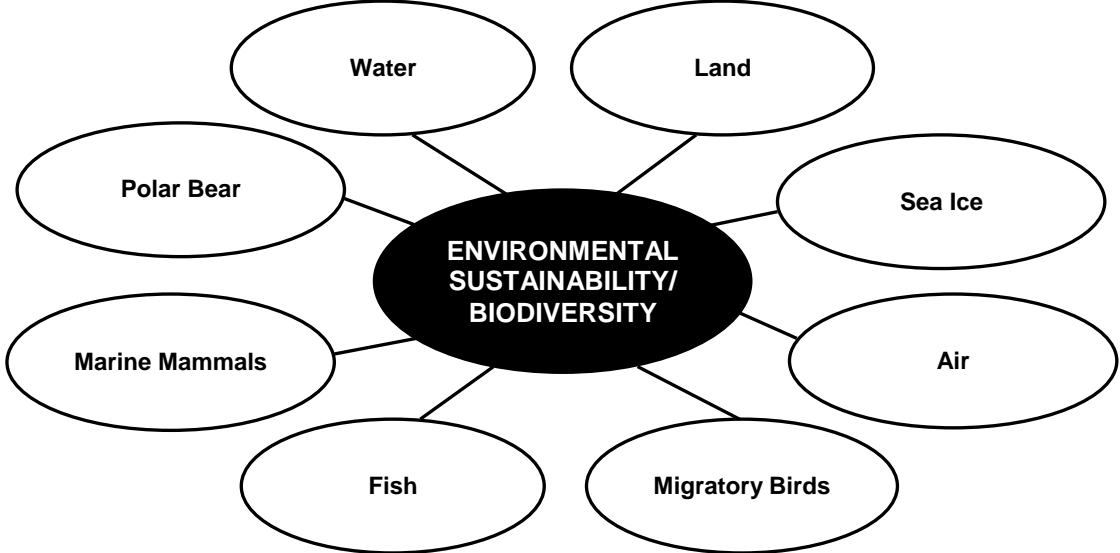 Water
Land
Polar Bear
Sea Ice
ENVIRONMENTAL
SUSTAINABILITY/
BIODIVERSITY
Marine Mammals
Air
Fish
Migratory Birds